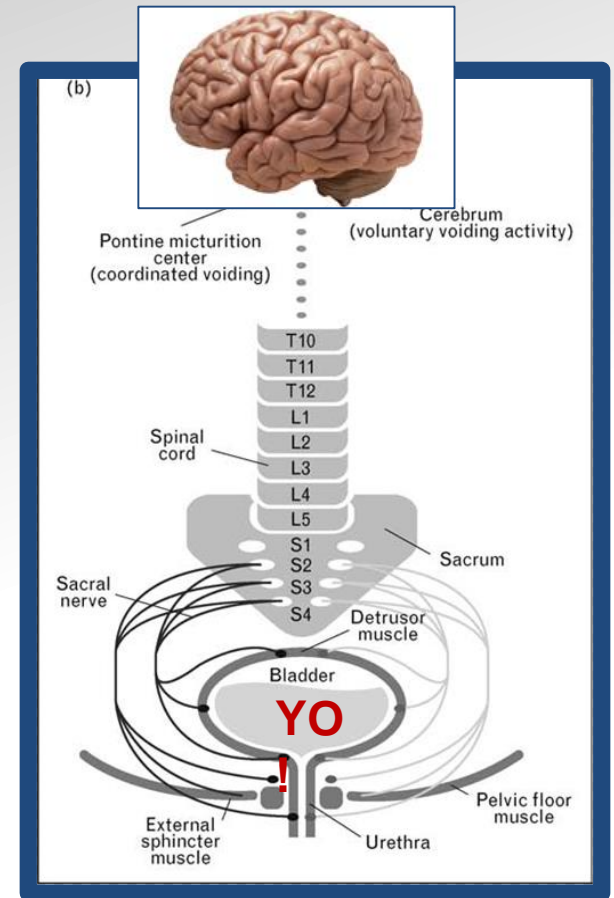 (b)
Cerebrum
(voluntary voiding activity)
Pontine micturition
center
(coordinated voiding)
T10
T11
T12
L1
L2
L3
L4
L5
S1
S2
S3
S4
Spinal
cord
Sacrum
Sacral
nerve
Detrusor
muscle
Bladder
YO
!
Pelvic floor
muscle
External
sphincter
muscle
Urethra